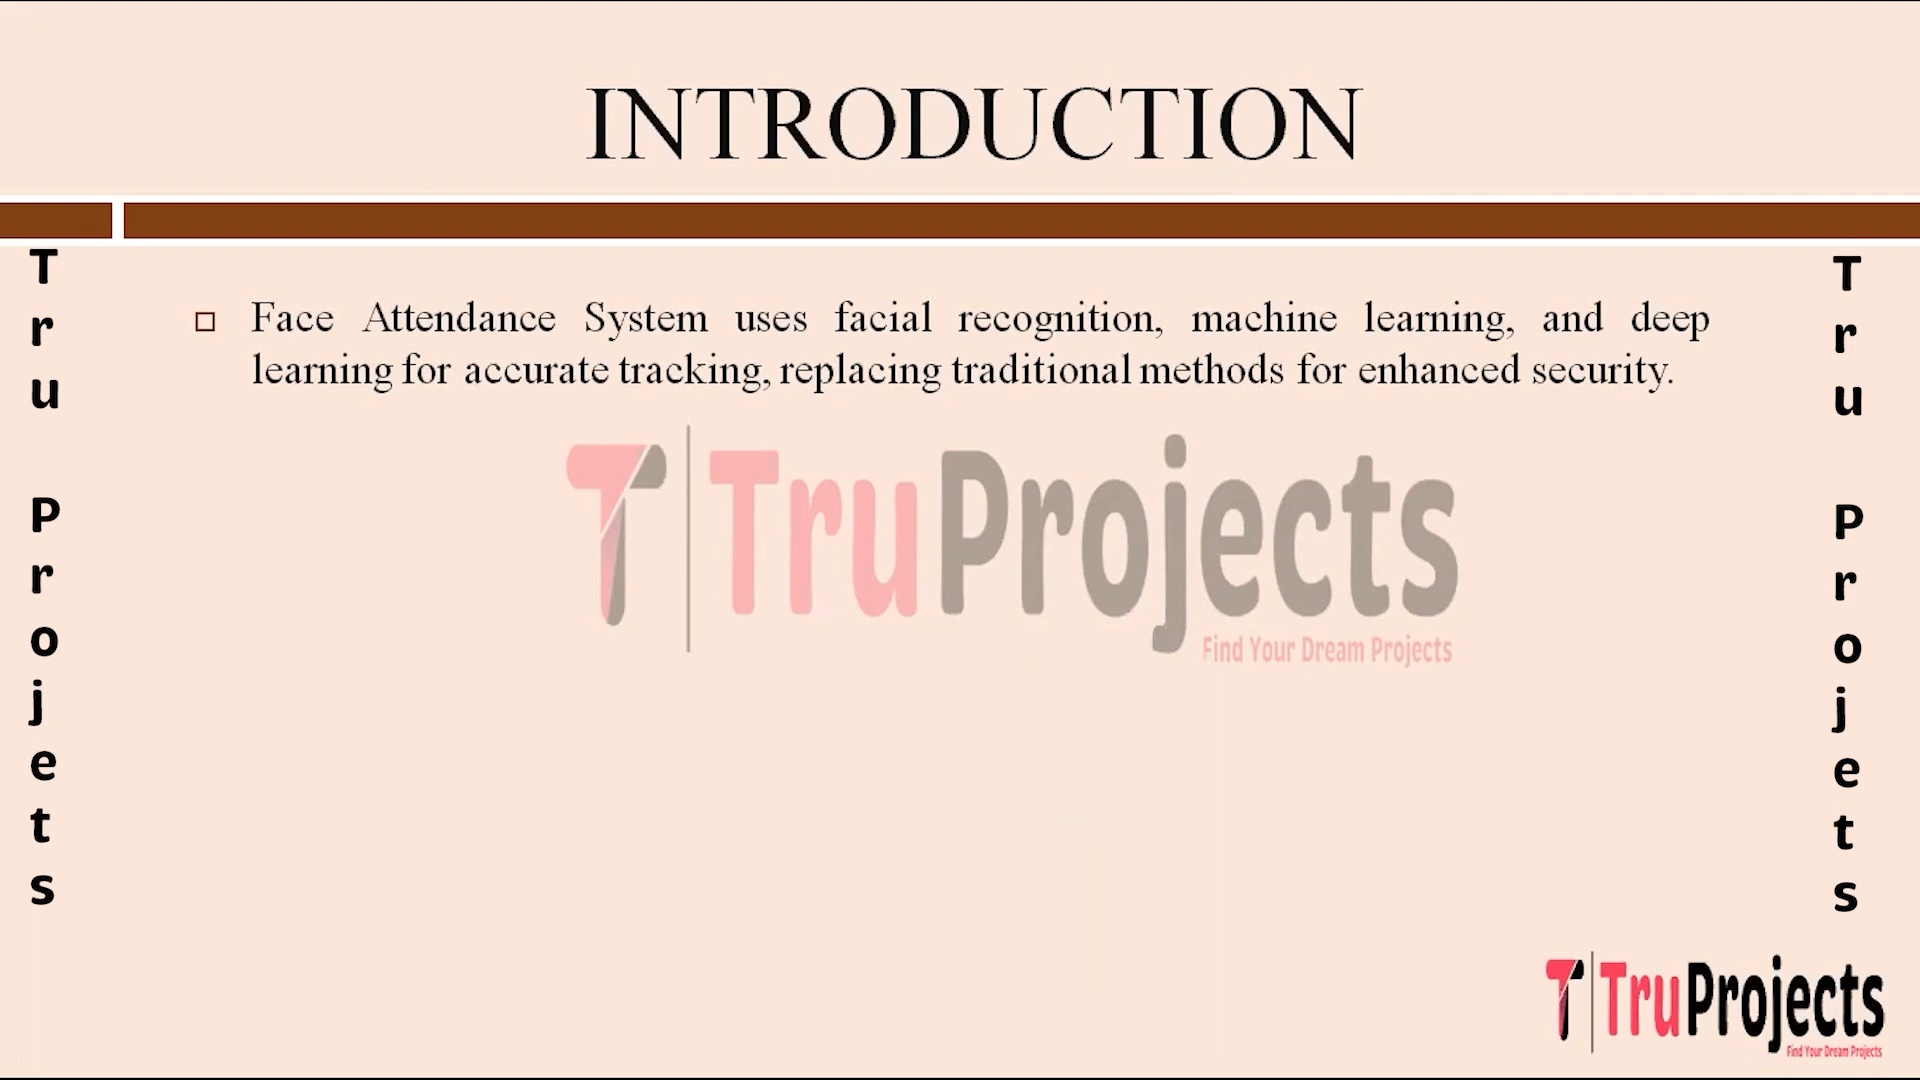 INTRODUCTION
Face Attendance System uses facial recognition, machine learning, and deep
learning for accurate tracking, replacing traditional methods for enhanced security.
T
r
u
P
r
o
j
e
t
s
TruProjects
Find Your Dream Projects
T
r
u
P
r
o
j
e
t
s
TruProjects
Find Your Dream Projects